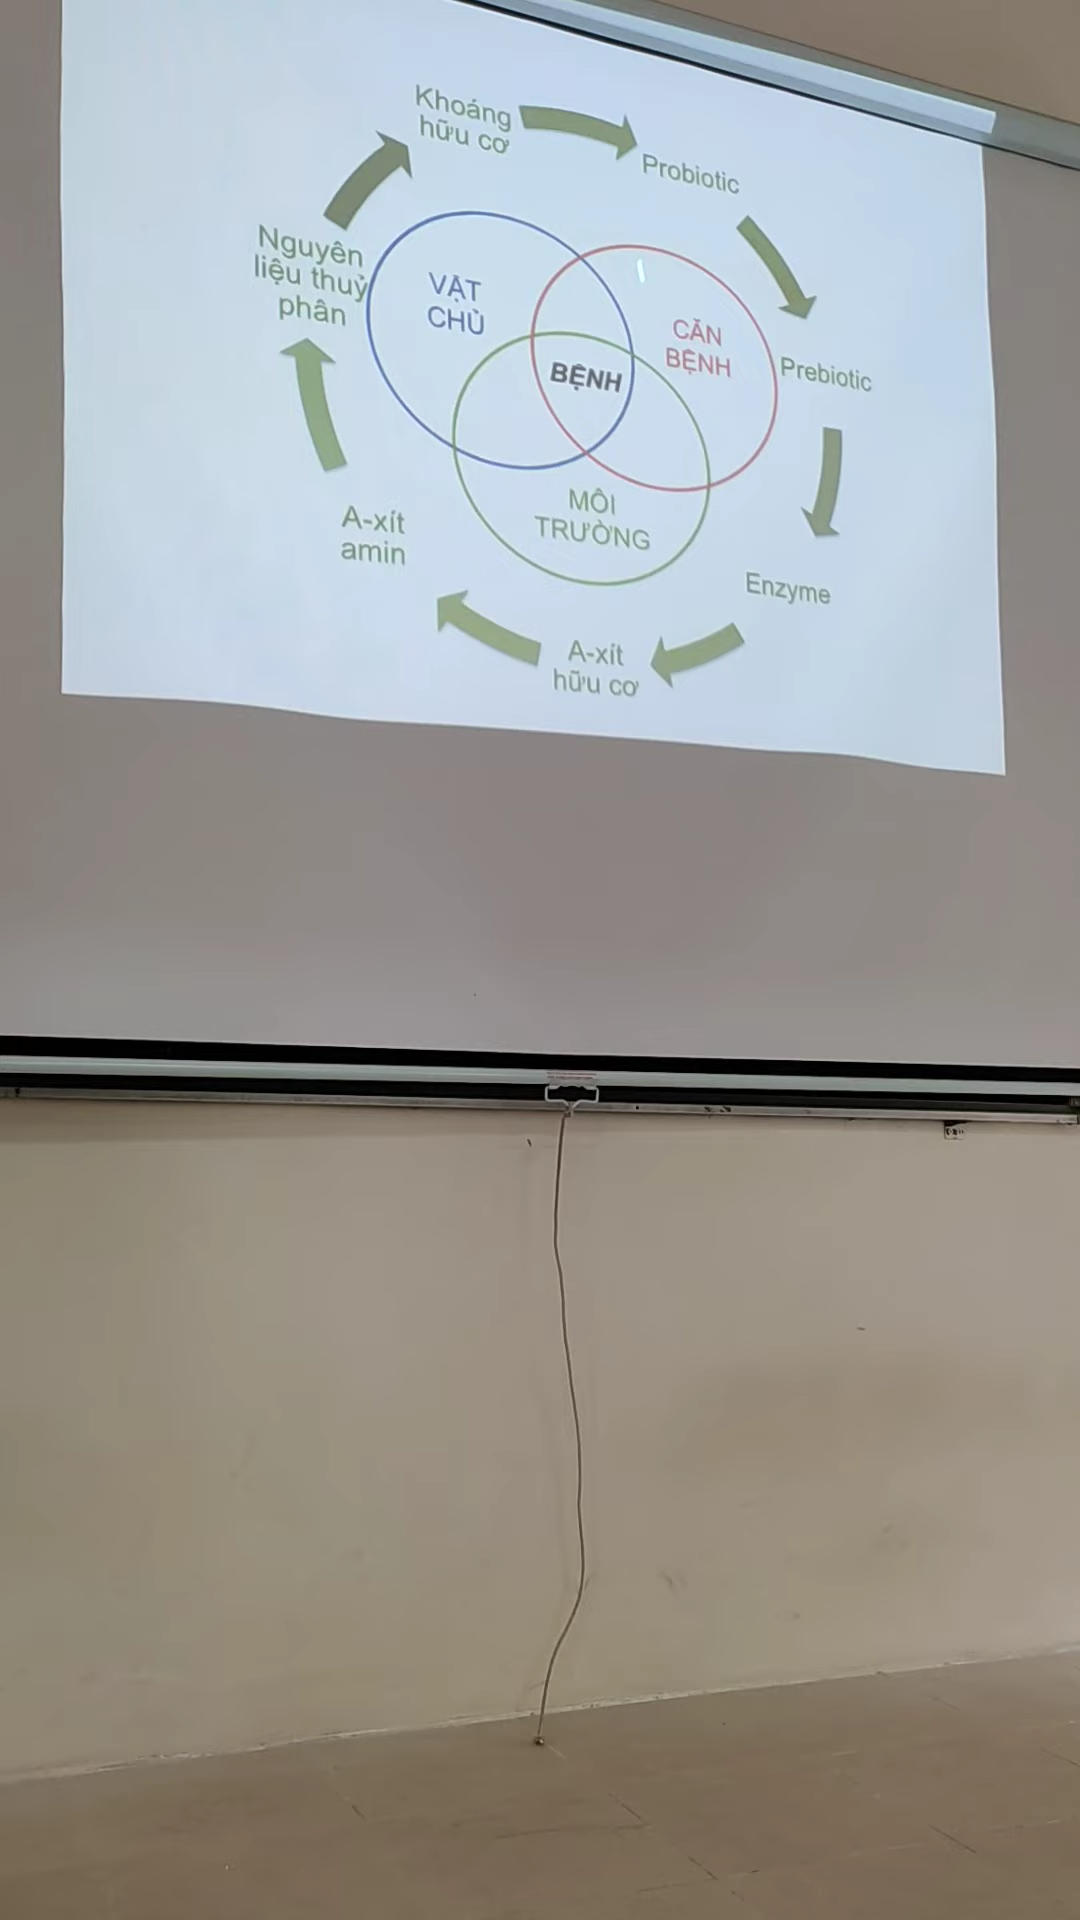 Khoáng
hữu cơ
Probiotic
Nguyên
liệu thuỷ
phân
VẬT
CHỦ
CĂN
BỆNH
BỆNH
Prebiotic
MÔI
TRƯỜNG
A-xít
amin
Enzyme
A-xít
hữu cơ